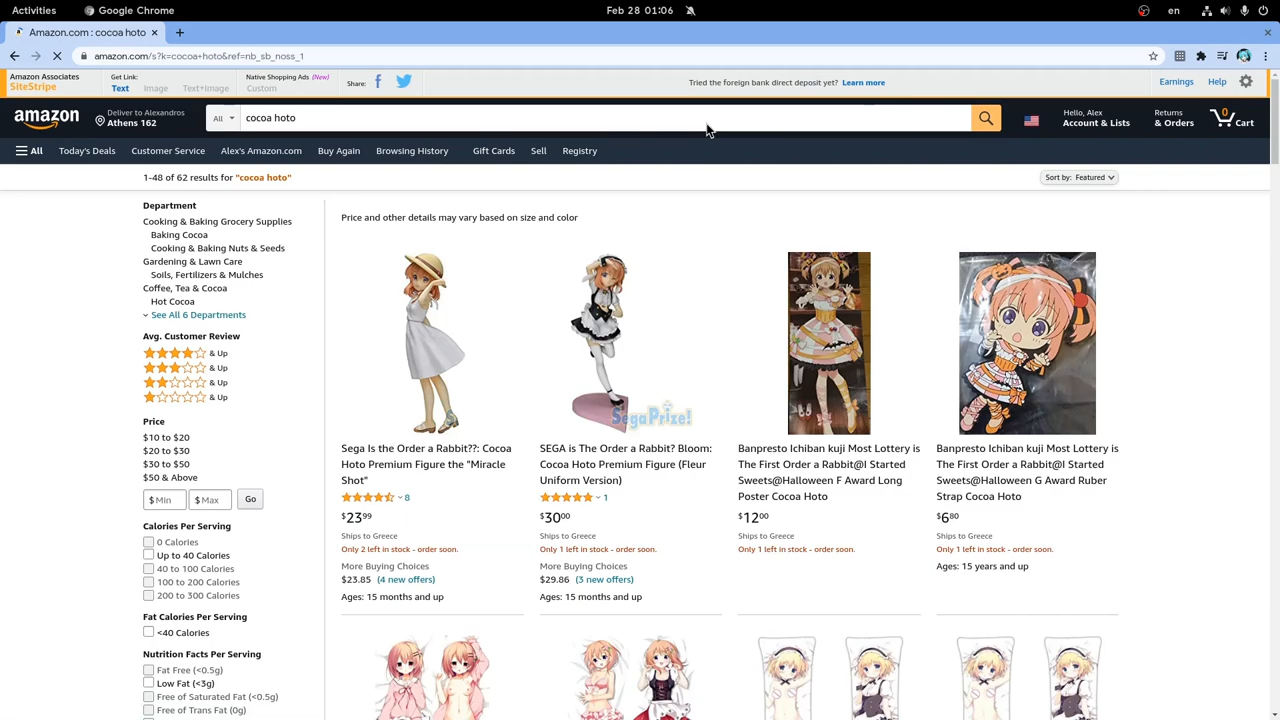 Activities Google Chrome Feb 28 01:06 en
Amazon.com : cocoa hoto
amazon.com/s?k=cocoa+hoto&ref=nb_sb_noss_1
Amazon Associates
SiteStripe
Get Link:
Text Image Text+Image
Native Shopping Ads (New)
Custom
Share:
Tried the foreign bank direct deposit yet? Learn more
Earnings Help
amazon
Deliver to Alexandros
Athens 162
All
cocoa hoto
Hello, Alex
Account & Lists
Returns
& Orders
0
Cart
All Today's Deals Customer Service Alex's Amazon.com Buy Again Browsing History Gift Cards Sell Registry
1-48 of 62 results for "cocoa hoto"
Sort by: Featured
Department
Cooking & Baking Grocery Supplies
Baking Cocoa
Cooking & Baking Nuts & Seeds
Gardening & Lawn Care
Soils, Fertilizers & Mulches
Coffee, Tea & Cocoa
Hot Cocoa
See All 6 Departments
Avg. Customer Review
& Up
& Up
& Up
& Up
Price
$10 to $20
$20 to $30
$30 to $50
$50 & Above
$ Min $ Max Go
Calories Per Serving
0 Calories
Up to 40 Calories
40 to 100 Calories
100 to 200 Calories
200 to 300 Calories
Fat Calories Per Serving
<40 Calories
Nutrition Facts Per Serving
Fat Free (<0.5g)
Low Fat (<3g)
Free of Saturated Fat (<0.5g)
Free of Trans Fat (0g)
Price and other details may vary based on size and color
Sega Is the Order a Rabbit??: Cocoa
Hoto Premium Figure the "Miracle
Shot"
8
$23.99
Ships to Greece
Only 2 left in stock - order soon.
More Buying Choices
$23.85 (4 new offers)
Ages: 15 months and up
SegaPrize!
SEGA is The Order a Rabbit? Bloom:
Cocoa Hoto Premium Figure (Fleur
Uniform Version)
1
$30.00
Ships to Greece
Only 1 left in stock - order soon.
More Buying Choices
$29.86 (3 new offers)
Ages: 15 months and up
Banpresto Ichiban kuji Most Lottery is
The First Order a Rabbit@I Started
Sweets@Halloween F Award Long
Poster Cocoa Hoto
$12.00
Ships to Greece
Only 1 left in stock - order soon.
Banpresto Ichiban kuji Most Lottery is
The First Order a Rabbit@I Started
Sweets@Halloween G Award Ruber
Strap Cocoa Hoto
$6.80
Ships to Greece
Only 1 left in stock - order soon.
Ages: 15 years and up